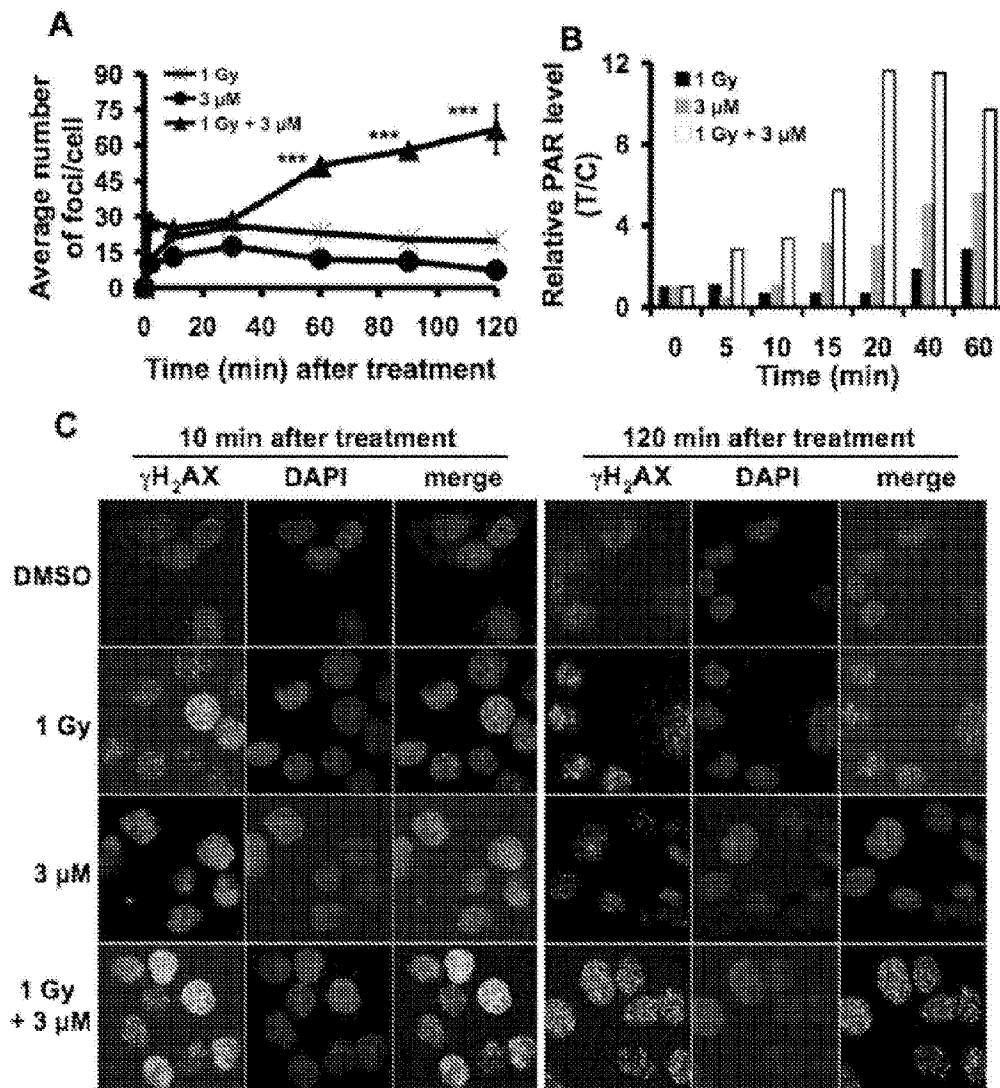 A
Average number
of foci/cell
90
75
60
45
30
15
0
1 Gy
3 µM
1 Gy + 3 µM
***
***
***
0 20 40 60 80 100 120
Time (min) after treatment
B
Relative PAR level
(T/C)
12
8
4
0
1 Gy
3 µM
1 Gy + 3 µM
0 5 10 15 20 40 60
Time (min)
C
10 min after treatment
120 min after treatment
γH₂AX DAPI merge
γH₂AX DAPI merge
DMSO
1 Gy
3 µM
1 Gy
+ 3 µM